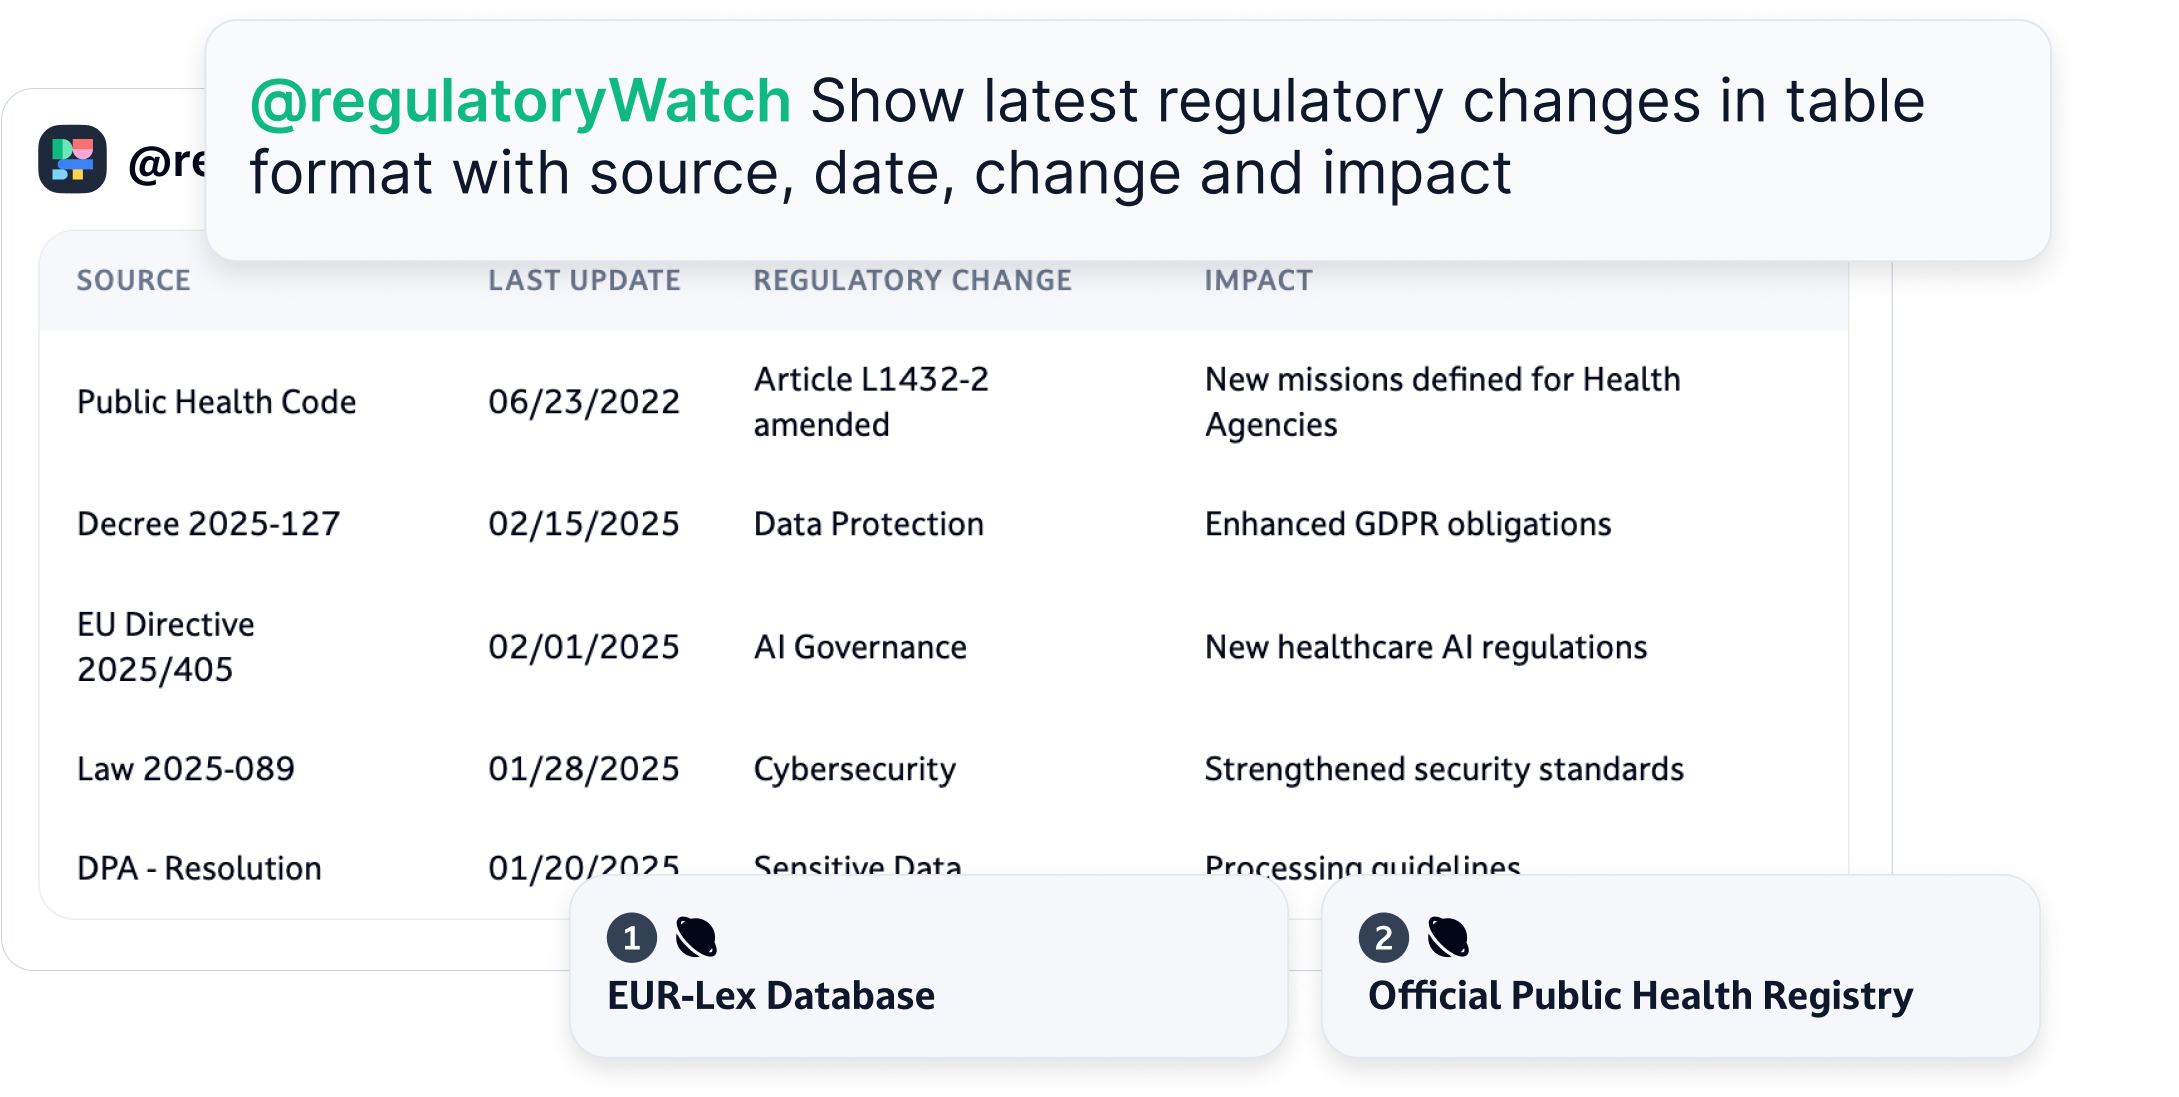 @regulatoryWatch Show latest regulatory changes in table
format with source, date, change and impact
@re
SOURCE LAST UPDATE REGULATORY CHANGE IMPACT
Public Health Code 06/23/2022 Article L1432-2 amended New missions defined for Health Agencies
Decree 2025-127 02/15/2025 Data Protection Enhanced GDPR obligations
EU Directive 2025/405 02/01/2025 AI Governance New healthcare AI regulations
Law 2025-089 01/28/2025 Cybersecurity Strengthened security standards
DPA - Resolution 01/20/2025 Sensitive Data Processing guidelines
1
EUR-Lex Database
2
Official Public Health Registry